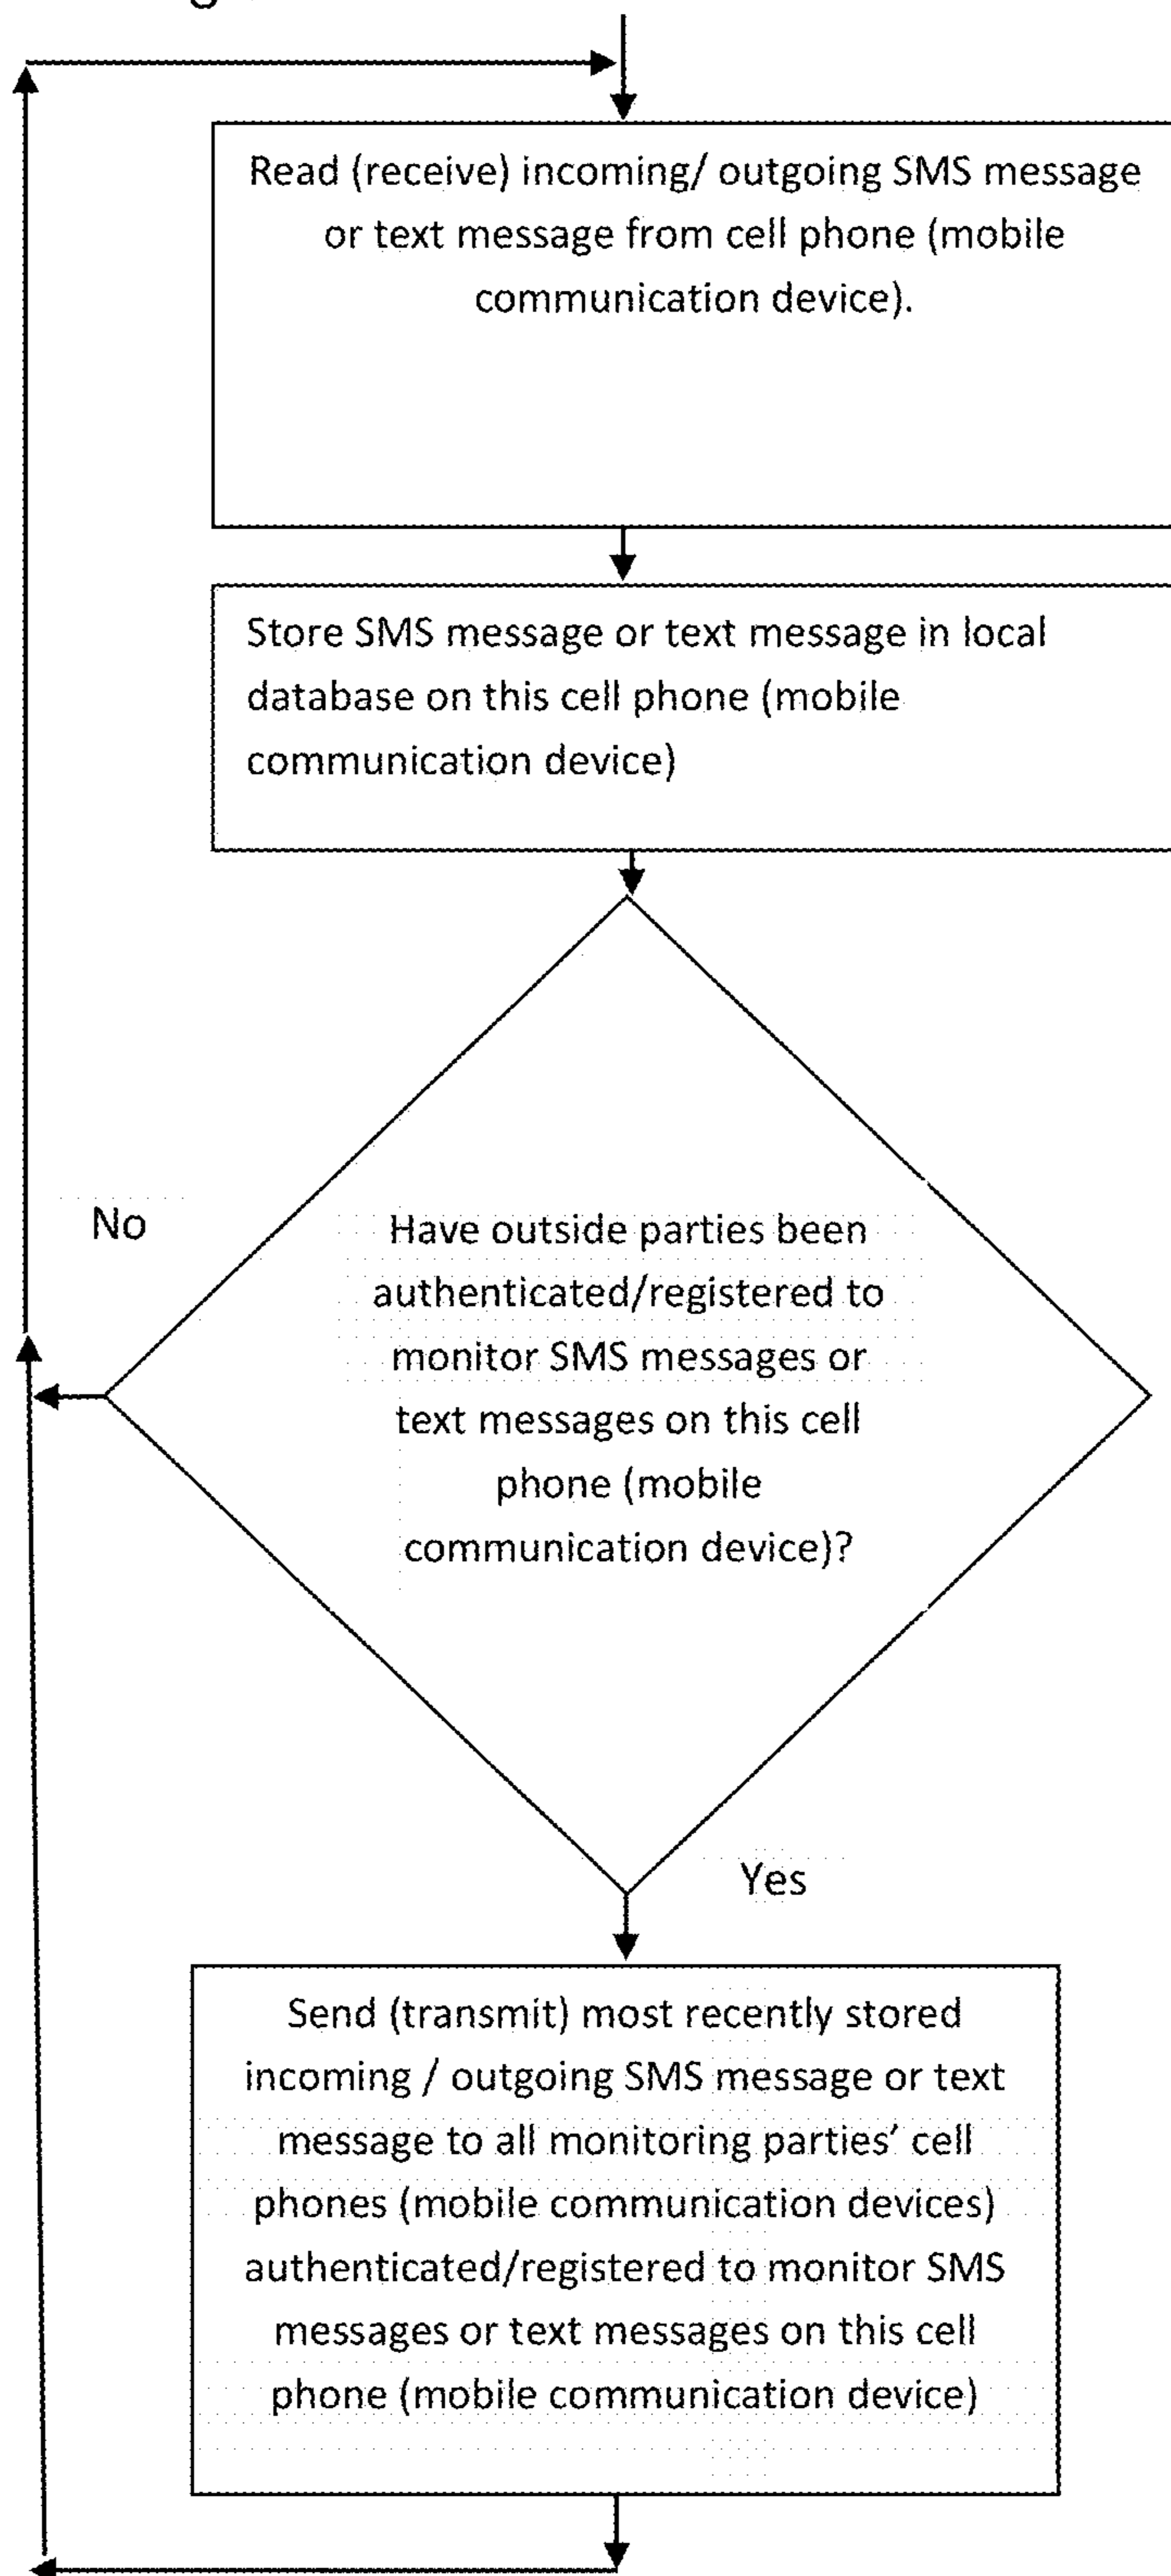 Read (receive) incoming/ outgoing SMS message
or text message from cell phone (mobile
communication device).
Store SMS message or text message in local
database on this cell phone (mobile
communication device)
No
Have outside parties been
authenticated/registered to
monitor SMS messages or
text messages on this cell
phone (mobile
communication device)?
Yes
Send (transmit) most recently stored
incoming / outgoing SMS message or text
message to all monitoring parties’ cell
phones (mobile communication devices)
authenticated/registered to monitor SMS
messages or text messages on this cell
phone (mobile communication device)